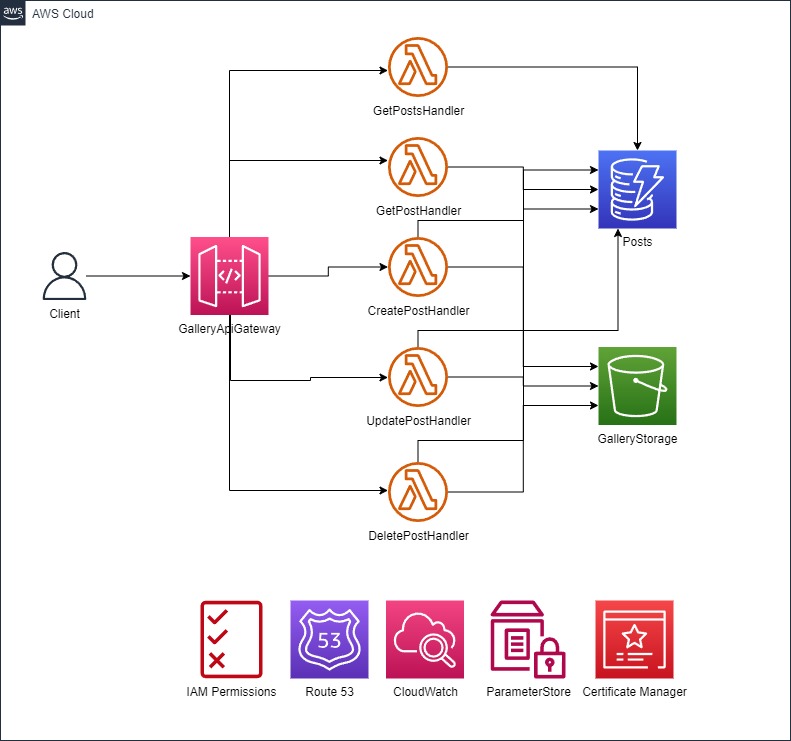 aws
AWS Cloud
GetPostsHandler
GetPostHandler
Posts
CreatePostHandler
Client
GalleryApiGateway
</>
UpdatePostHandler
GalleryStorage
DeletePostHandler
53
IAM Permissions
Route 53
CloudWatch
ParameterStore
Certificate Manager